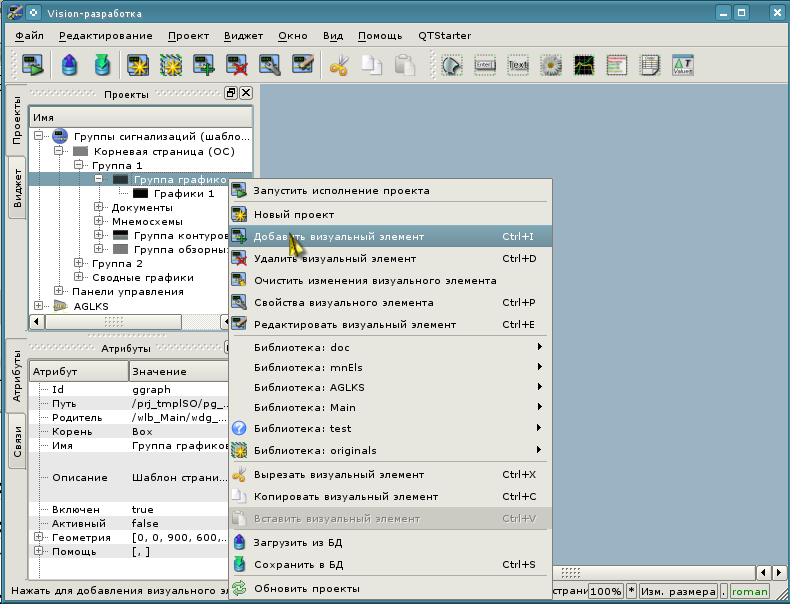 Vision-разработка
Файл Редактирование Проект Виджет Окно Вид Помощь QTStarter
Проекты
Проекты
Виджет
Имя
Группы сигнализаций (шабло...
Корневая страница (ОС)
Группа 1
Группа графико
Графики 1
Документы
Мнемосхемы
Группа контуров
Группа обзорны
Группа 2
Сводные графики
Панели управления
AGLKS
Атрибуты
Атрибуты
Связи
Атрибут Значение
Id ggraph
Путь /prj_tmplSO/pg_...
Родитель /wlb_Main/wdg_...
Корень Box
Имя Группа графиков
Описание Шаблон страни...
Включен true
Активный false
Геометрия [0, 0, 900, 600,...
Помощь [, ]
Запустить исполнение проекта
Новый проект
Добавить визуальный элемент Ctrl+I
Удалить визуальный элемент Ctrl+D
Очистить изменения визуального элемента
Свойства визуального элемента Ctrl+P
Редактировать визуальный элемент Ctrl+E
Библиотека: doc
Библиотека: mnEls
Библиотека: AGLKS
Библиотека: Main
Библиотека: test
Библиотека: originals
Вырезать визуальный элемент Ctrl+X
Копировать визуальный элемент Ctrl+C
Вставить визуальный элемент Ctrl+V
Загрузить из БД
Сохранить в БД Ctrl+S
Обновить проекты
Нажать для добавления визуального эл страни 100% * Изм. размера . roman